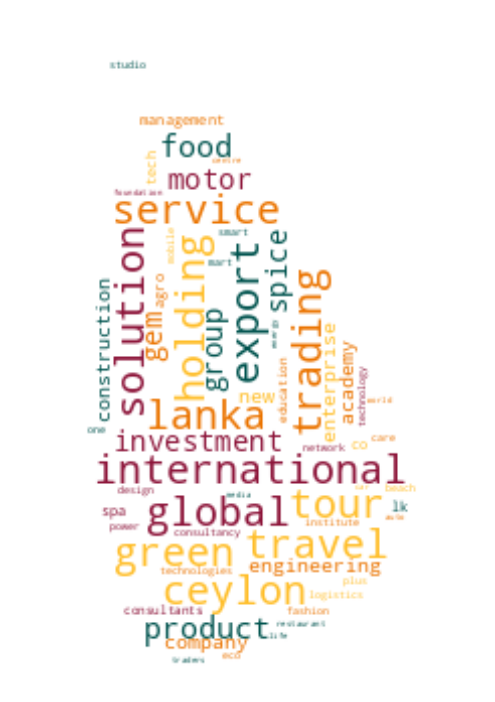 studio
management
food
centre
tech
motor
foundation
service
solution
holding
mobile
smart
mart
export
spice
construction
gem
agro
group
trading
enterprise
academy
technology
education
new
world
lanka
one
investment
network
co
care
international
design
media
car
beach
spa
power
global
tour
lk
auto
institute
consultancy
green
travel
technologies
engineering
plus
ceylon
logistics
consultants
fashion
product
restaurant
life
company
traders
eco